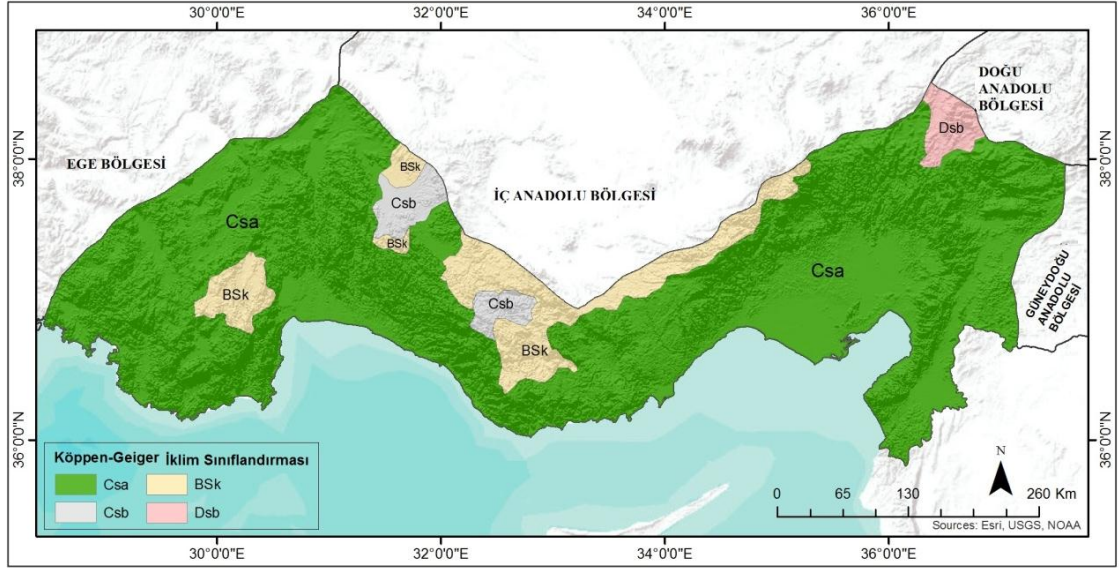 30°0'0"E 32°0'0"E 34°0'0"E 36°0'0"E
38°0'0"N
36°0'0"N
EGE BÖLGESİ
İÇ ANADOLU BÖLGESİ
DOĞU
ANADOLU
BÖLGESİ
GÜNEYDOĞU
ANADOLU
BÖLGESİ
Csa
BSk
BSk
Csb
BSk
Csb
BSk
Csa
Dsb
Köppen-Geiger İklim Sınıflandırması
Csa BSk
Csb Dsb
N
0 65 130 260 Km
Sources: Esri, USGS, NOAA
38°0'0"N
36°0'0"N
30°0'0"E 32°0'0"E 34°0'0"E 36°0'0"E